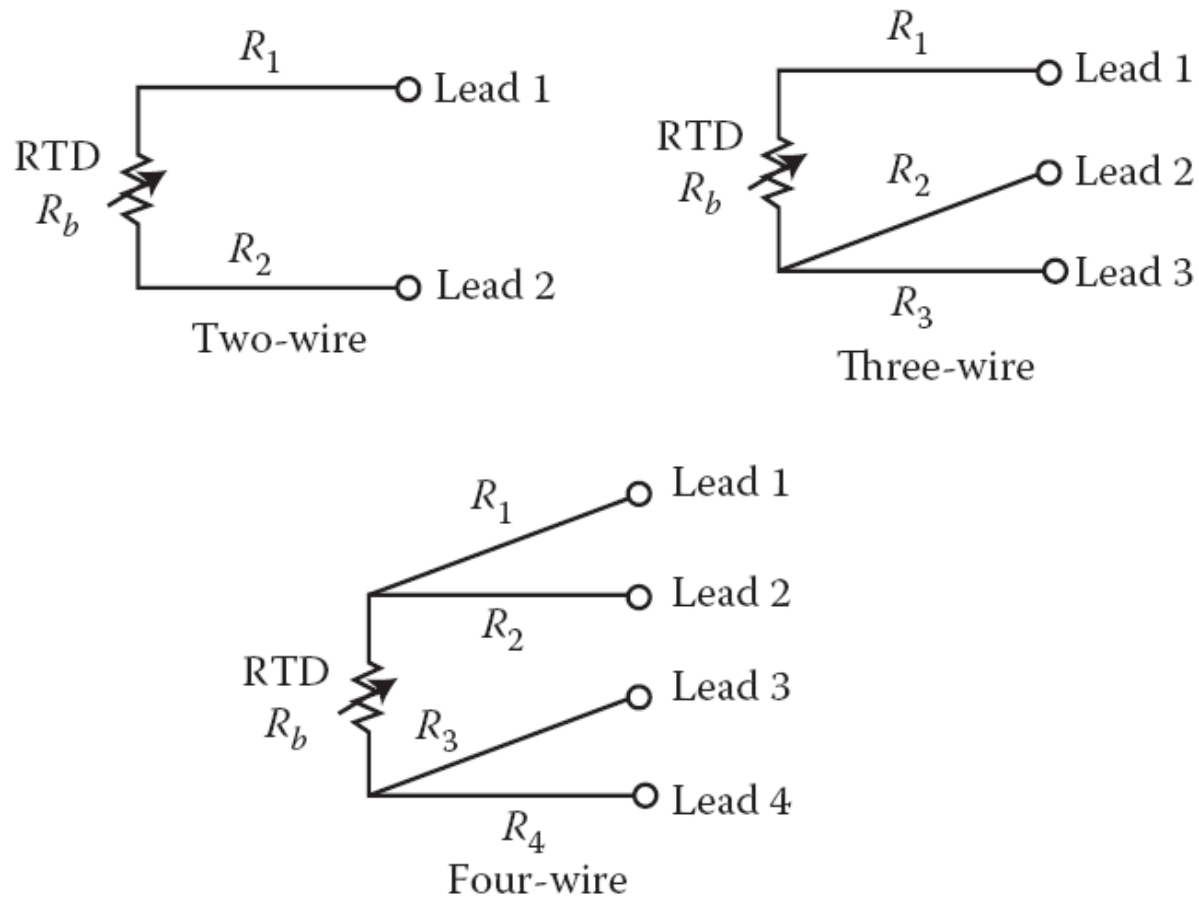 R1
Lead 1
RTD
Rb
R2
Lead 2
Two-wire
R1
Lead 1
RTD
Rb
R2
Lead 2
Lead 3
R3
Three-wire
R1
Lead 1
Lead 2
R2
RTD
Rb
R3
Lead 3
Lead 4
R4
Four-wire